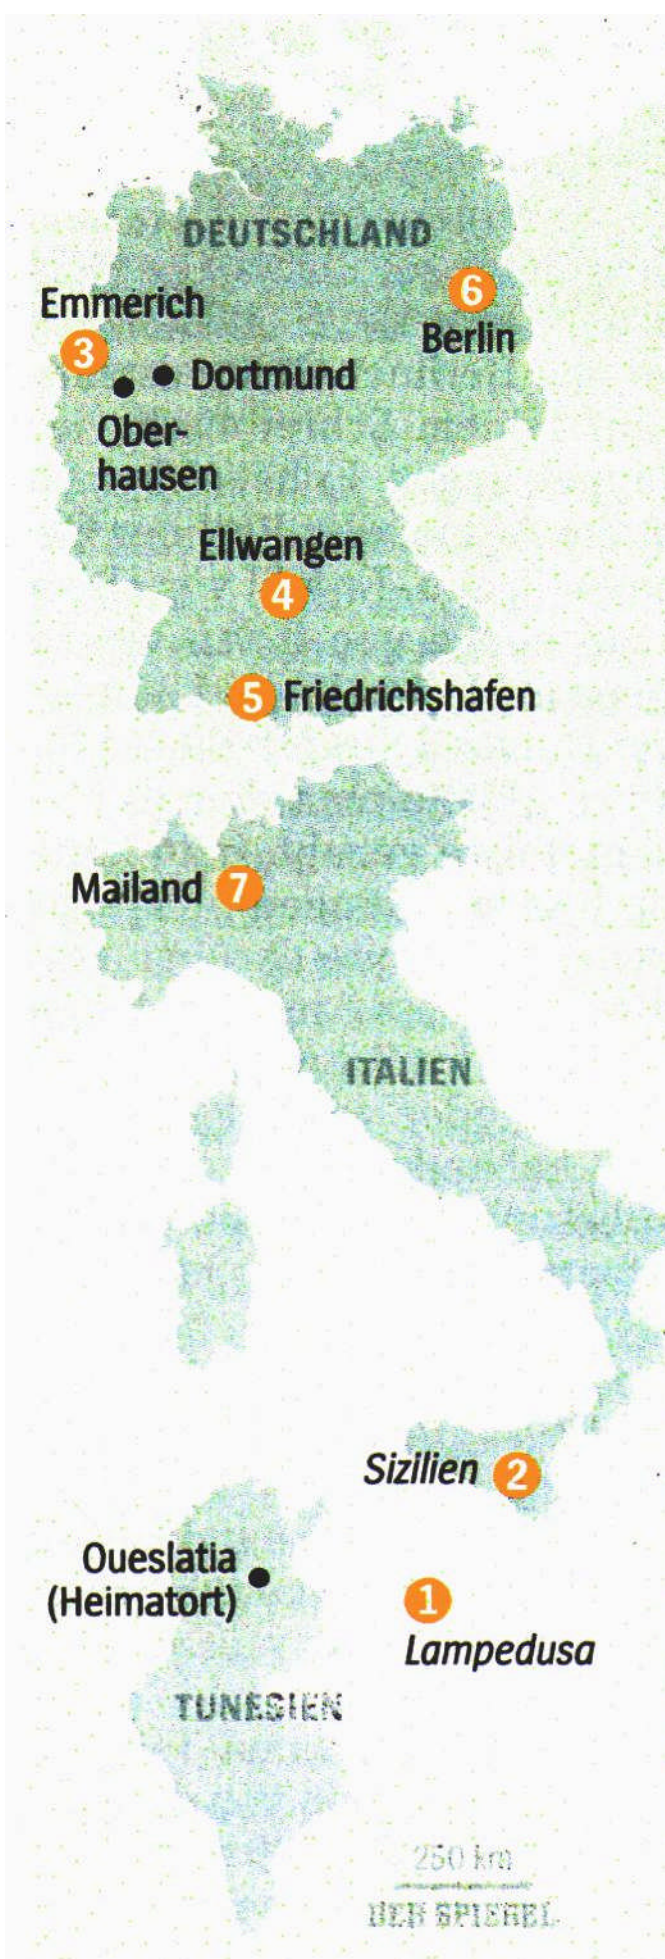 DEUTSCHLAND
Emmerich
3
6
Berlin
Dortmund
Ober-
hausen
Ellwangen
4
5 Friedrichshafen
Mailand 7
ITALIEN
Sizilien 2
Oueslatia
(Heimatort)
1
Lampedusa
TUNESIEN
250 km
DER SPIEGEL